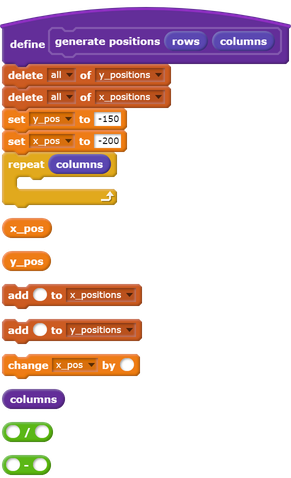 define generate positions rows columns
delete all of y_positions
delete all of x_positions
set y_pos to -150
set x_pos to -200
repeat columns
x_pos
y_pos
add to x_positions
add to y_positions
change x_pos by
columns
/
-